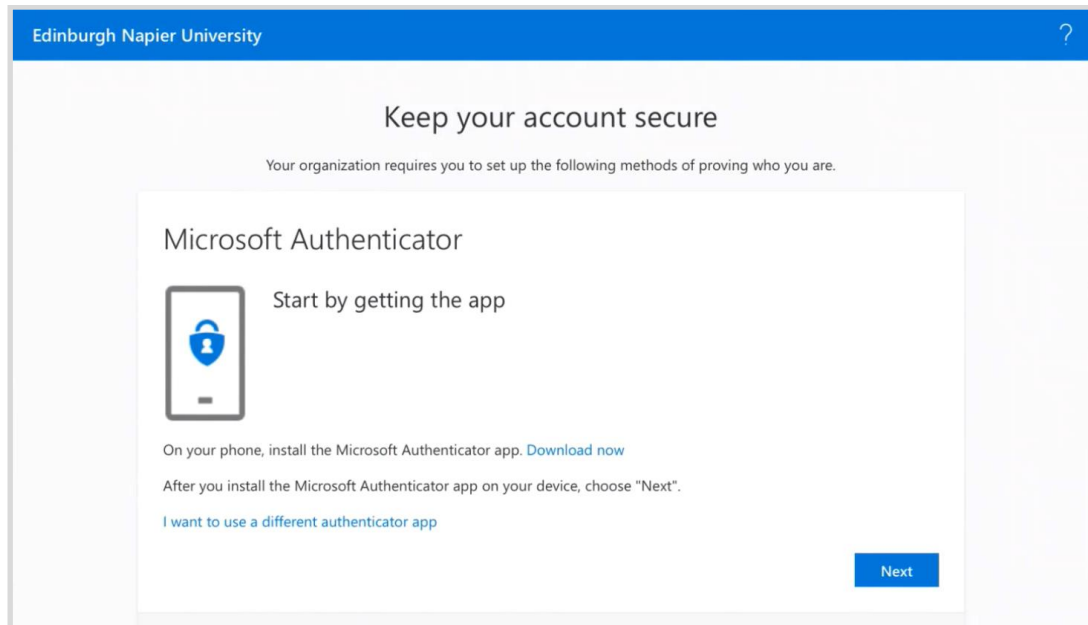 Edinburgh Napier University
?
Keep your account secure
Your organization requires you to set up the following methods of proving who you are.
Microsoft Authenticator
Start by getting the app
On your phone, install the Microsoft Authenticator app. Download now
After you install the Microsoft Authenticator app on your device, choose "Next".
I want to use a different authenticator app
Next